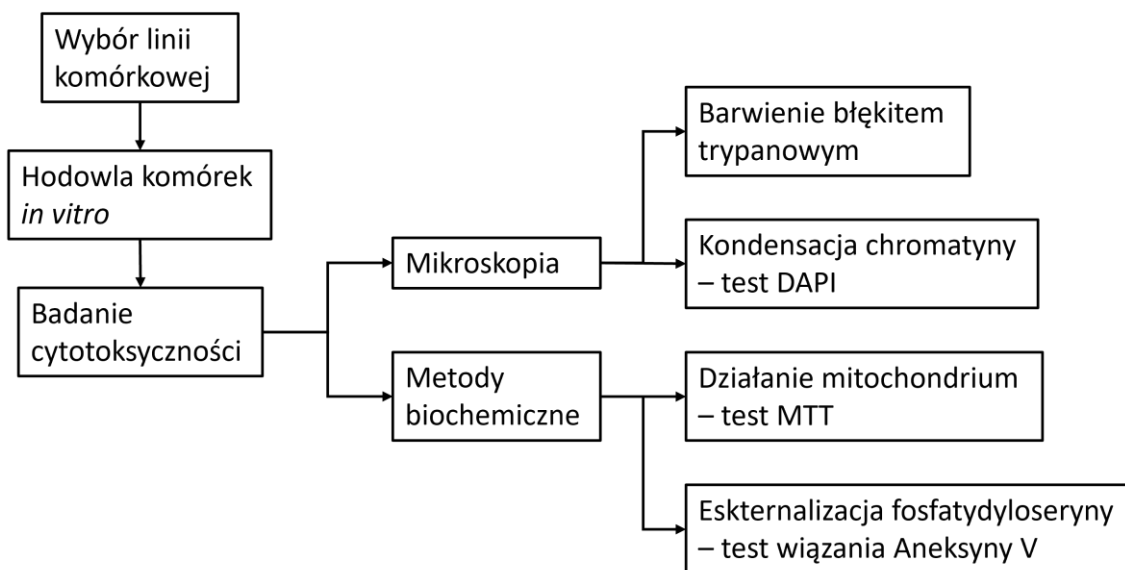 Wybór linii
komórkowej
Hodowla komórek
in vitro
Badanie
cytotoksyczności
Mikroskopia
Metody
biochemiczne
Barwienie błękitem
trypanowym
Kondensacja chromatyny
– test DAPI
Działanie mitochondrium
– test MTT
Eskternalizacja fosfatydyloseryny
– test wiązania Aneksyny V